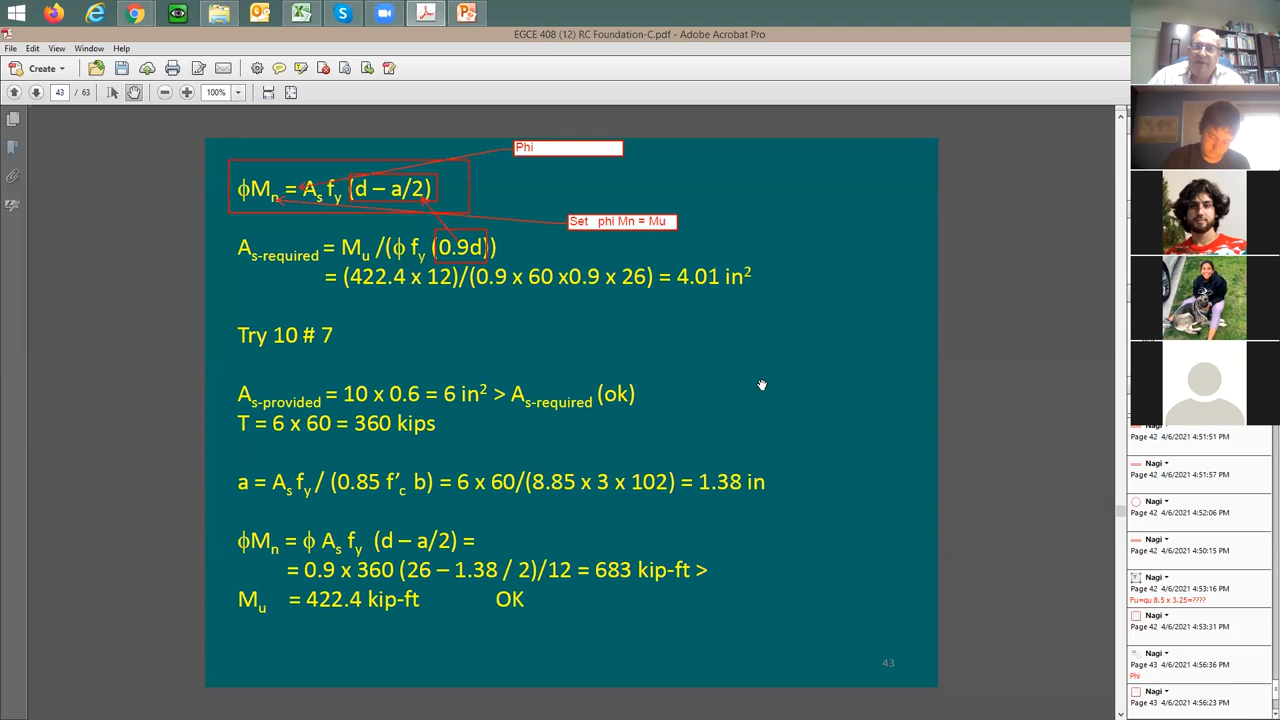 EGCE 408 (12) RC Foundation-C.pdf - Adobe Acrobat Pro
File Edit View Window Help
Create
43 / 63 100%
Phi
ϕMn = As fy (d – a/2)
Set phi Mn = Mu
As-required = Mu /(ϕ fy (0.9d))
= (422.4 x 12)/(0.9 x 60 x0.9 x 26) = 4.01 in²
Try 10 # 7
As-provided = 10 x 0.6 = 6 in² > As-required (ok)
T = 6 x 60 = 360 kips
a = As fy / (0.85 f’c b) = 6 x 60/(8.85 x 3 x 102) = 1.38 in
ϕMn = ϕ As fy (d – a/2) =
= 0.9 x 360 (26 – 1.38 / 2)/12 = 683 kip-ft >
Mu = 422.4 kip-ft OK
43
Page 42 4/6/2021 4:51:51 PM
Nagi
Page 42 4/6/2021 4:51:57 PM
Nagi
Page 42 4/6/2021 4:52:06 PM
Nagi
Page 42 4/6/2021 4:50:15 PM
Nagi
Page 42 4/6/2021 4:53:16 PM
Fu=qu 8.5 x 3.25=????
Nagi
Page 42 4/6/2021 4:53:31 PM
Nagi
Page 43 4/6/2021 4:56:36 PM
Phi
Nagi
Page 43 4/6/2021 4:56:23 PM